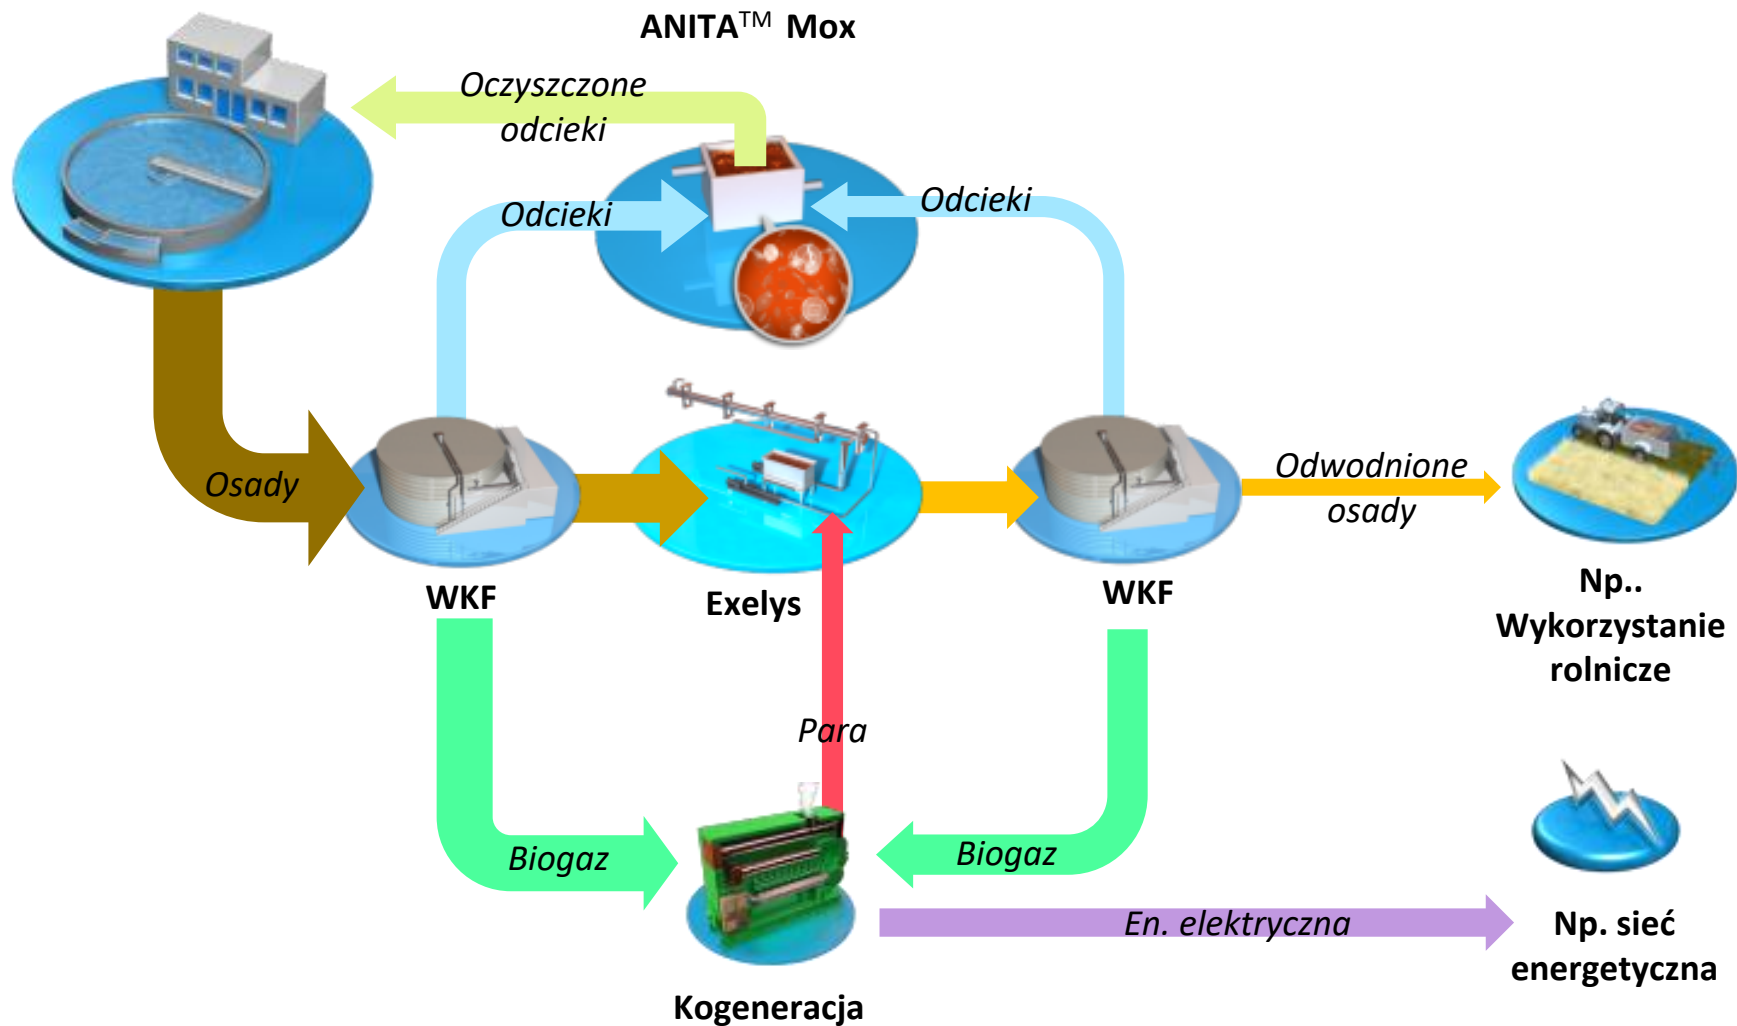 ANITA™ Mox
Oczyszczone
odcieki
Odcieki
Odcieki
Osady
Odwodnione
osady
WKF
Exelys
WKF
Np..
Wykorzystanie
rolnicze
Para
Biogaz
Biogaz
En. elektryczna
Np. sieć
energetyczna
Kogeneracja